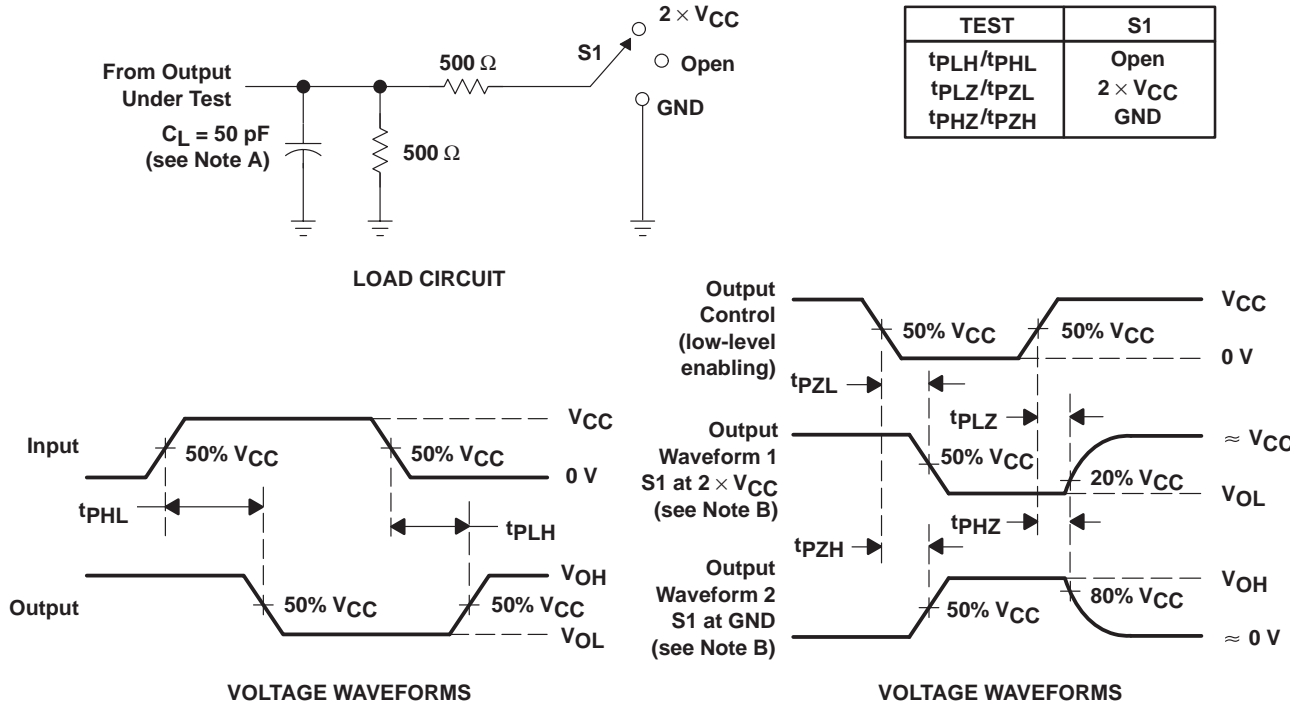 2 × VCC
S1
Open
GND
500 Ω
From Output
Under Test
CL = 50 pF
(see Note A)
500 Ω
LOAD CIRCUIT
TEST S1
tPLH/tPHL Open
tPLZ/tPZL 2 × VCC
tPHZ/tPZH GND
Input
VCC
50% VCC
50% VCC
0 V
tPHL
tPLH
Output
VOH
50% VCC
50% VCC
VOL
VOLTAGE WAVEFORMS
Output
Control
(low-level
enabling)
VCC
50% VCC
50% VCC
0 V
tPZL
tPLZ
Output
Waveform 1
S1 at 2 × VCC
(see Note B)
≈ VCC
50% VCC
20% VCC
VOL
tPHZ
tPZH
Output
Waveform 2
S1 at GND
(see Note B)
VOH
50% VCC
80% VCC
≈ 0 V
VOLTAGE WAVEFORMS